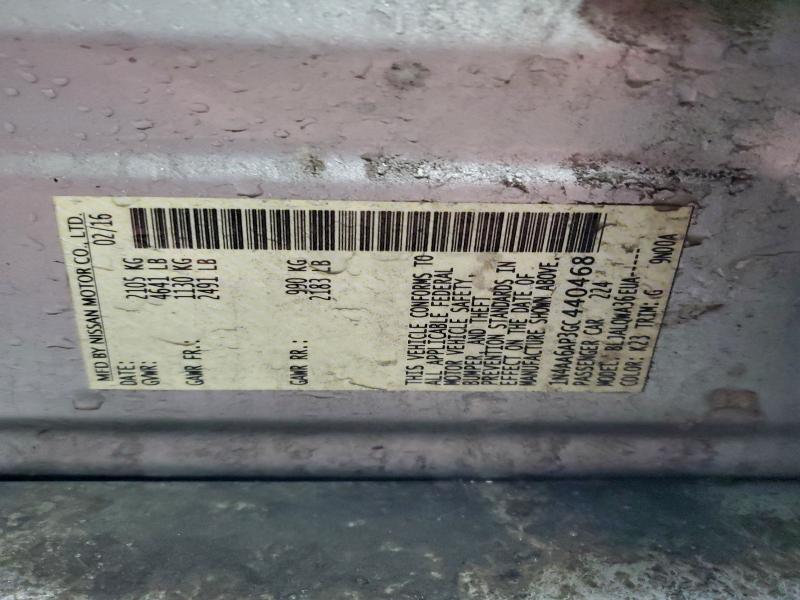 MFD BY NISSAN MOTOR CO., LTD.
DATE: 02/16
GVWR: 2105 KG
4641 LB
GAWR FR.: 1130 KG
2491 LB
GAWR RR.: 990 KG
2183 LB
THIS VEHICLE CONFORMS TO
ALL APPLICABLE FEDERAL
MOTOR VEHICLE SAFETY,
BUMPER, AND THEFT
PREVENTION STANDARDS IN
EFFECT ON THE DATE OF
MANUFACTURE SHOWN ABOVE.
1N4AA6AP3GC440468
PASSENGER CAR 224
MODEL: BLJALQWA36EUA-----
COLOR: K23 TRIM: G 9N00A